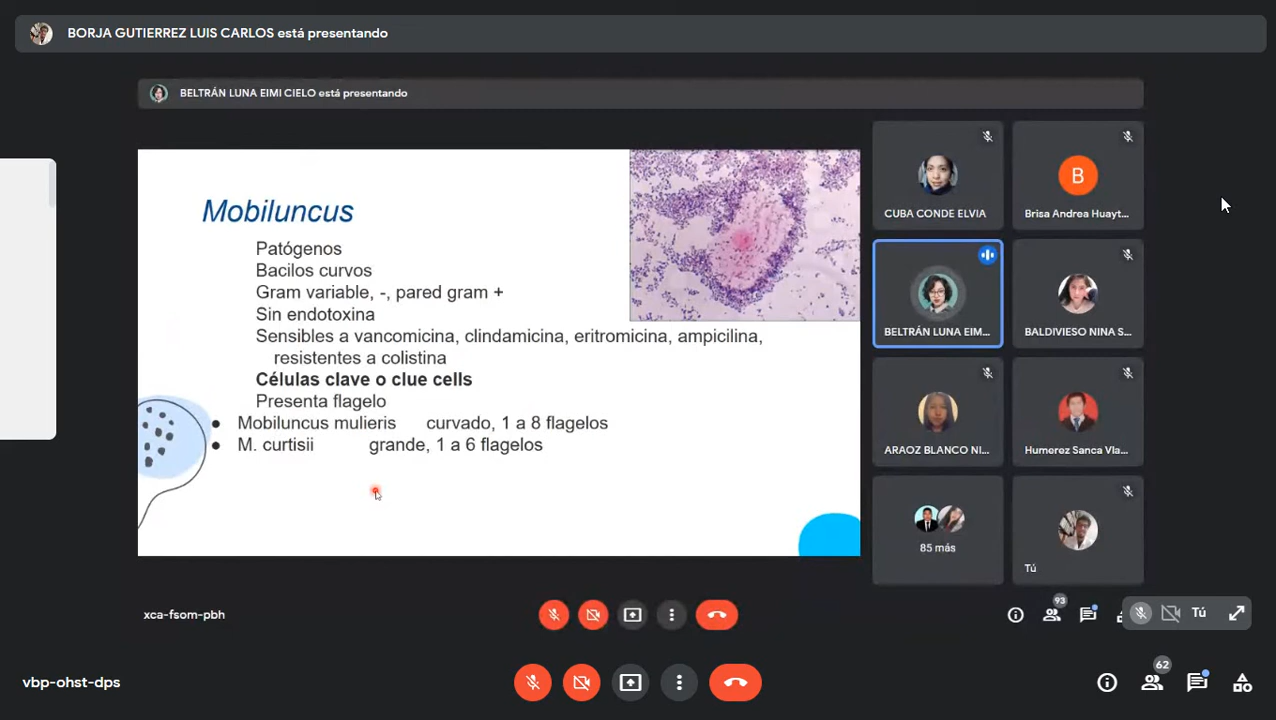 BORJA GUTIERREZ LUIS CARLOS está presentando
BELTRÁN LUNA EIMI CIELO está presentando
Mobiluncus
Patógenos
Bacilos curvos
Gram variable, -, pared gram +
Sin endotoxina
Sensibles a vancomicina, clindamicina, eritromicina, ampicilina,
resistentes a colistina
Células clave o clue cells
Presenta flagelo
● Mobiluncus mulieris curvado, 1 a 8 flagelos
● M. curtisii grande, 1 a 6 flagelos
CUBA CONDE ELVIA
B
Brisa Andrea Huayt...
BELTRÁN LUNA EIM...
BALDIVIESO NINA S...
ARAOZ BLANCO NI...
Humerez Sanca Vla...
85 más
Tú
xca-fsom-pbh
93
Tú
vbp-ohst-dps
62